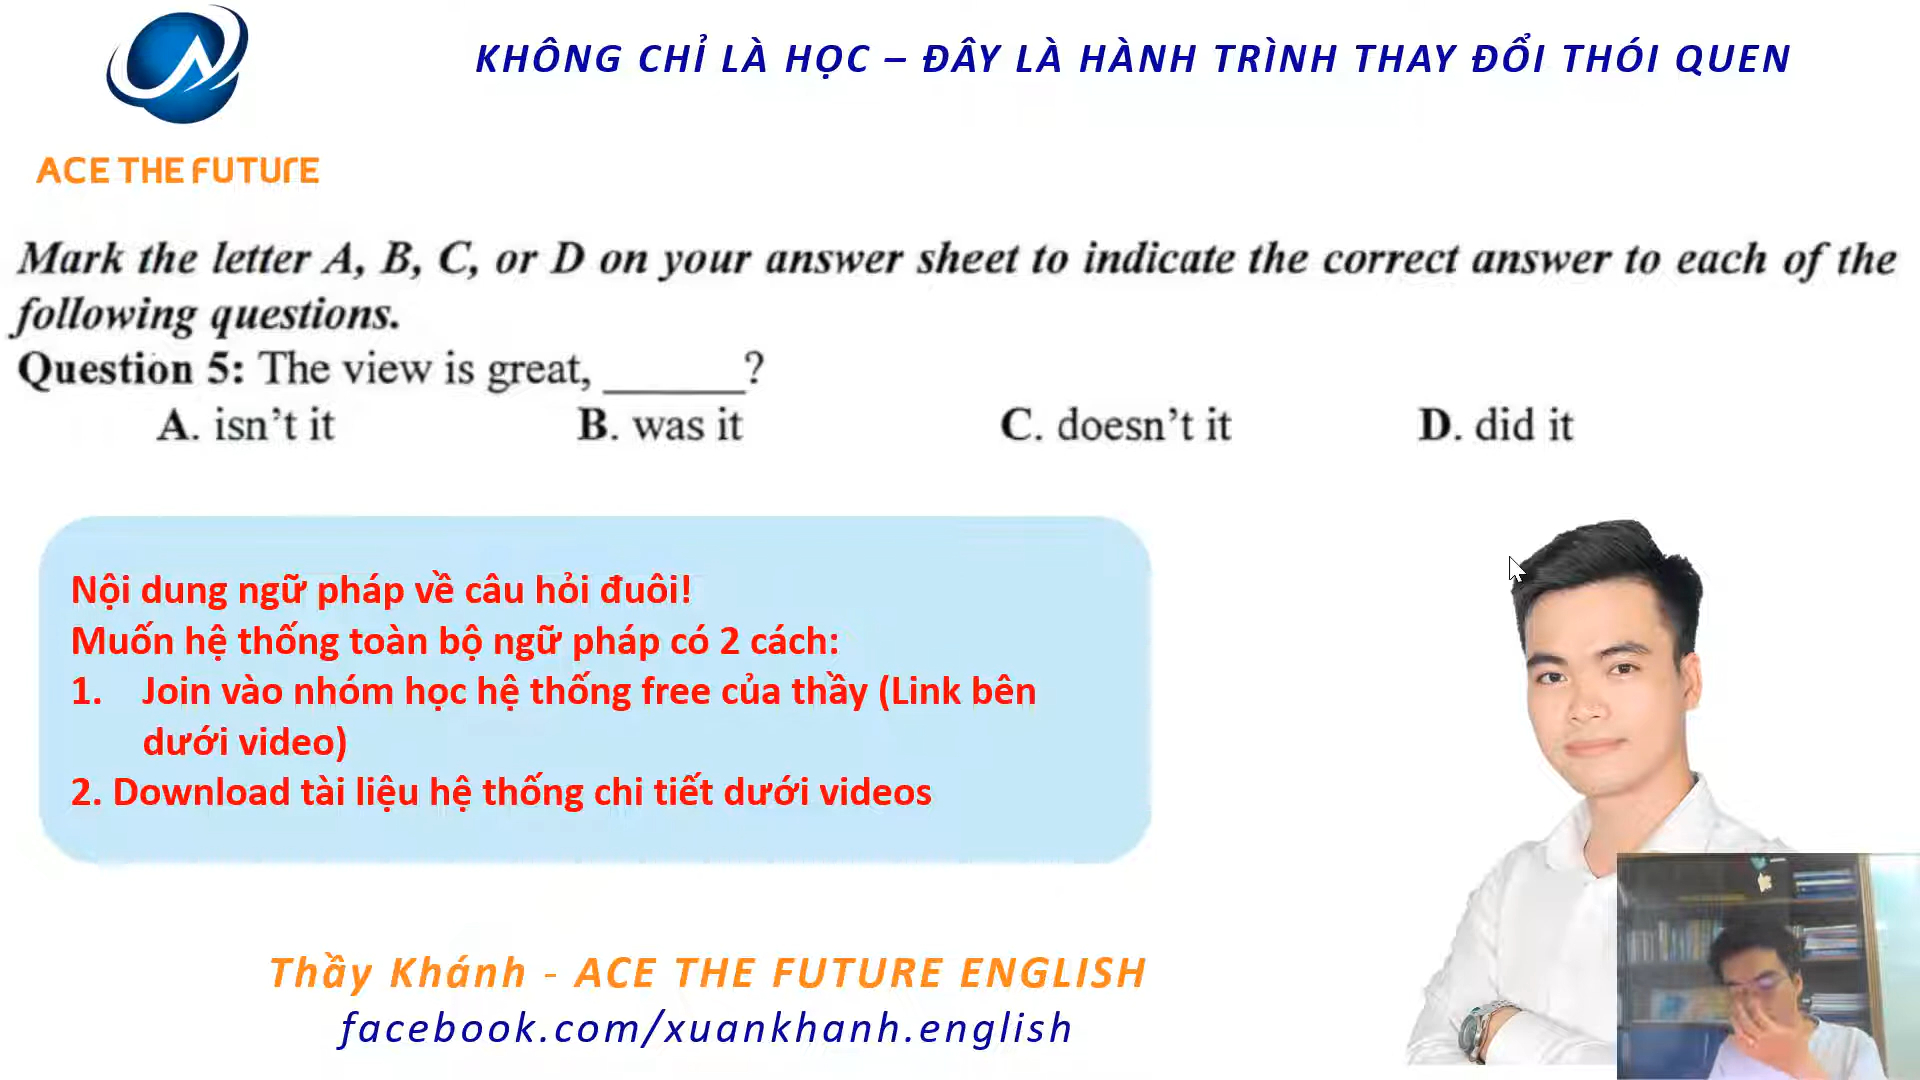 KHÔNG CHỈ LÀ HỌC – ĐÂY LÀ HÀNH TRÌNH THAY ĐỔI THÓI QUEN
ACE THE FUTURE
Mark the letter A, B, C, or D on your answer sheet to indicate the correct answer to each of the
following questions.
Question 5: The view is great, ______?
A. isn’t it B. was it C. doesn’t it D. did it
Nội dung ngữ pháp về câu hỏi đuôi!
Muốn hệ thống toàn bộ ngữ pháp có 2 cách:
1. Join vào nhóm học hệ thống free của thầy (Link bên
dưới video)
2. Download tài liệu hệ thống chi tiết dưới videos
Thầy Khánh - ACE THE FUTURE ENGLISH
facebook.com/xuankhanh.english